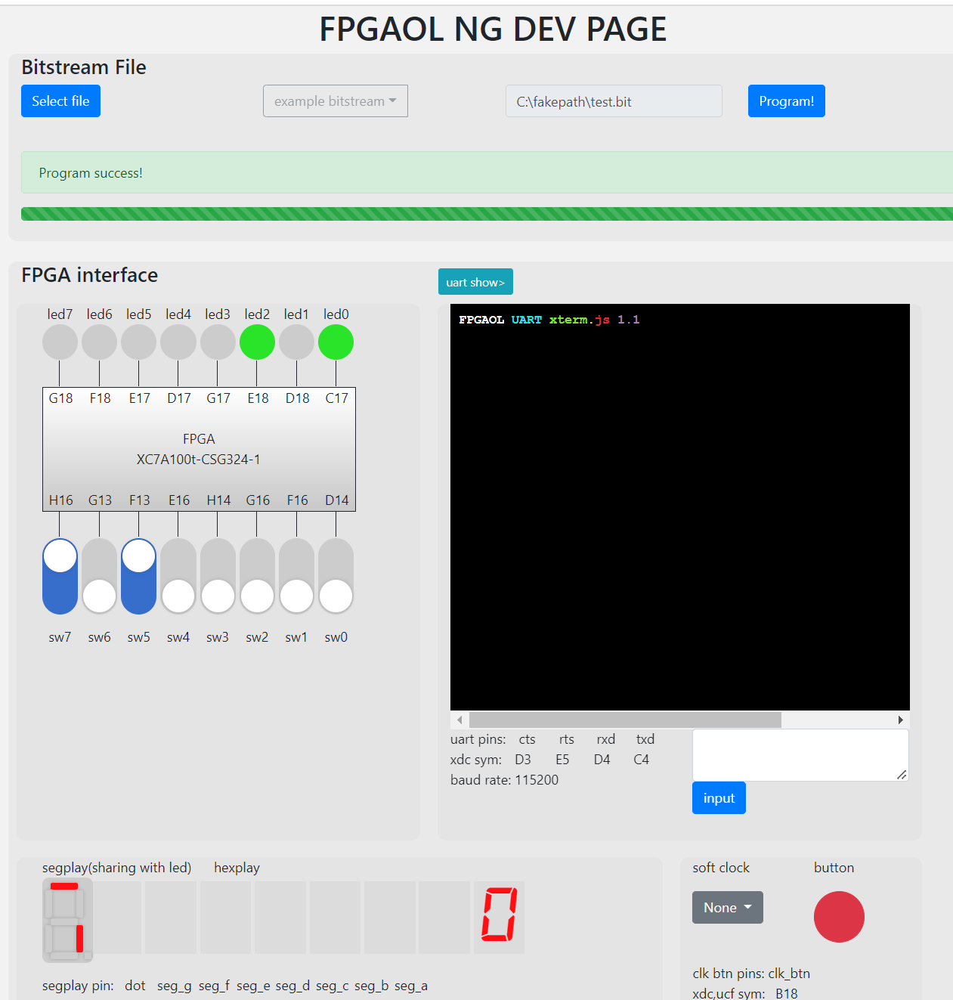 FPGAOL NG DEV PAGE
Bitstream File
Select file
example bitstream
C:\fakepath\test.bit
Program!
Program success!
FPGA interface
uart show>
led7 led6 led5 led4 led3 led2 led1 led0
G18 F18 E17 D17 G17 E18 D18 C17
FPGA
XC7A100t-CSG324-1
H16 G13 F13 E16 H14 G16 F16 D14
sw7 sw6 sw5 sw4 sw3 sw2 sw1 sw0
FPGAOL UART xterm.js 1.1
uart pins: cts rts rxd txd
xdc sym: D3 E5 D4 C4
baud rate: 115200
input
segplay(sharing with led) hexplay
0
segplay pin: dot seg_g seg_f seg_e seg_d seg_c seg_b seg_a
soft clock button
None
clk btn pins: clk_btn
xdc,ucf sym: B18